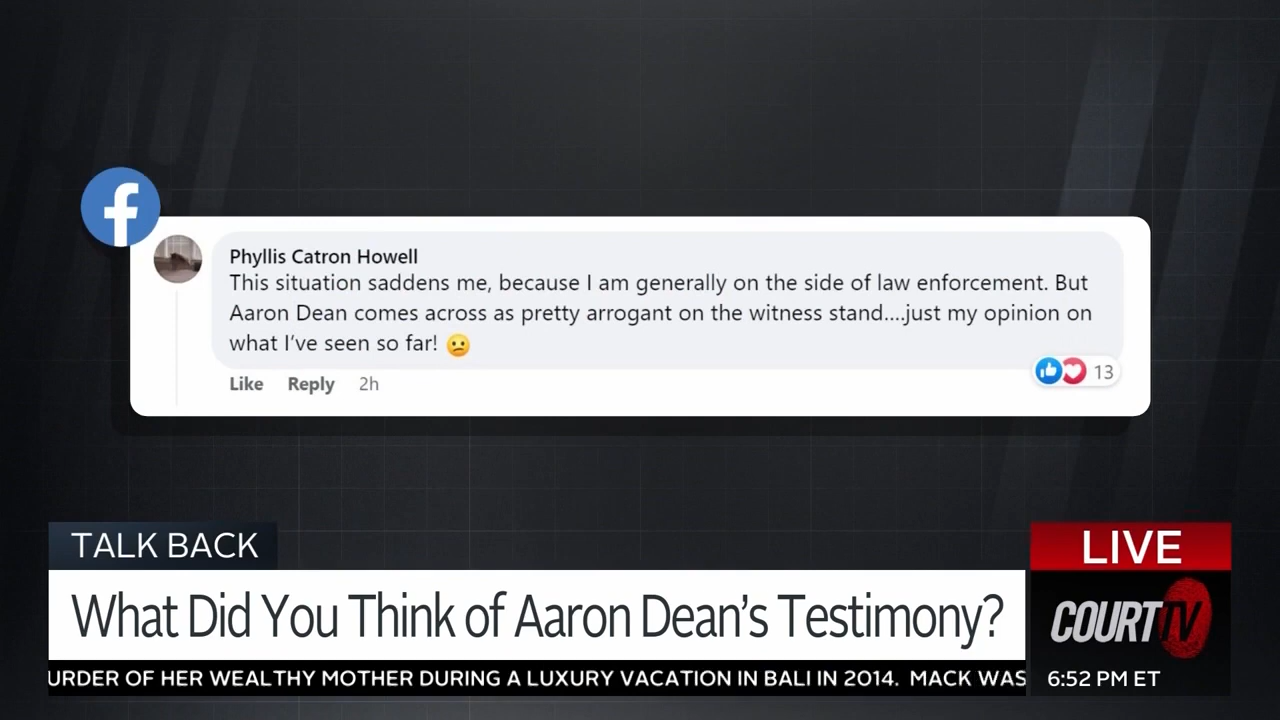 f
Phyllis Catron Howell
This situation saddens me, because I am generally on the side of law enforcement. But
Aaron Dean comes across as pretty arrogant on the witness stand....just my opinion on
what I've seen so far! 😕
Like Reply 2h
13
TALK BACK
What Did You Think of Aaron Dean's Testimony?
URDER OF HER WEALTHY MOTHER DURING A LUXURY VACATION IN BALI IN 2014. MACK WAS
LIVE
COURT TV
6:52 PM ET